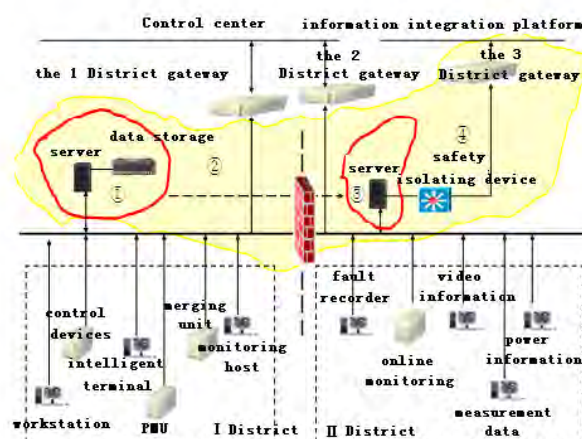 Control center
information integration platform
the 1 District gateway
the 2
District gateway
the 3
District gateway
data storage
server
①
②
server
③
④
safety
isolating device
fault
recorder
video
information
control
devices
merging
unit
intelligent
terminal
monitoring
host
online
monitoring
power
information
workstation
PMU
I District
II District
measurement
data